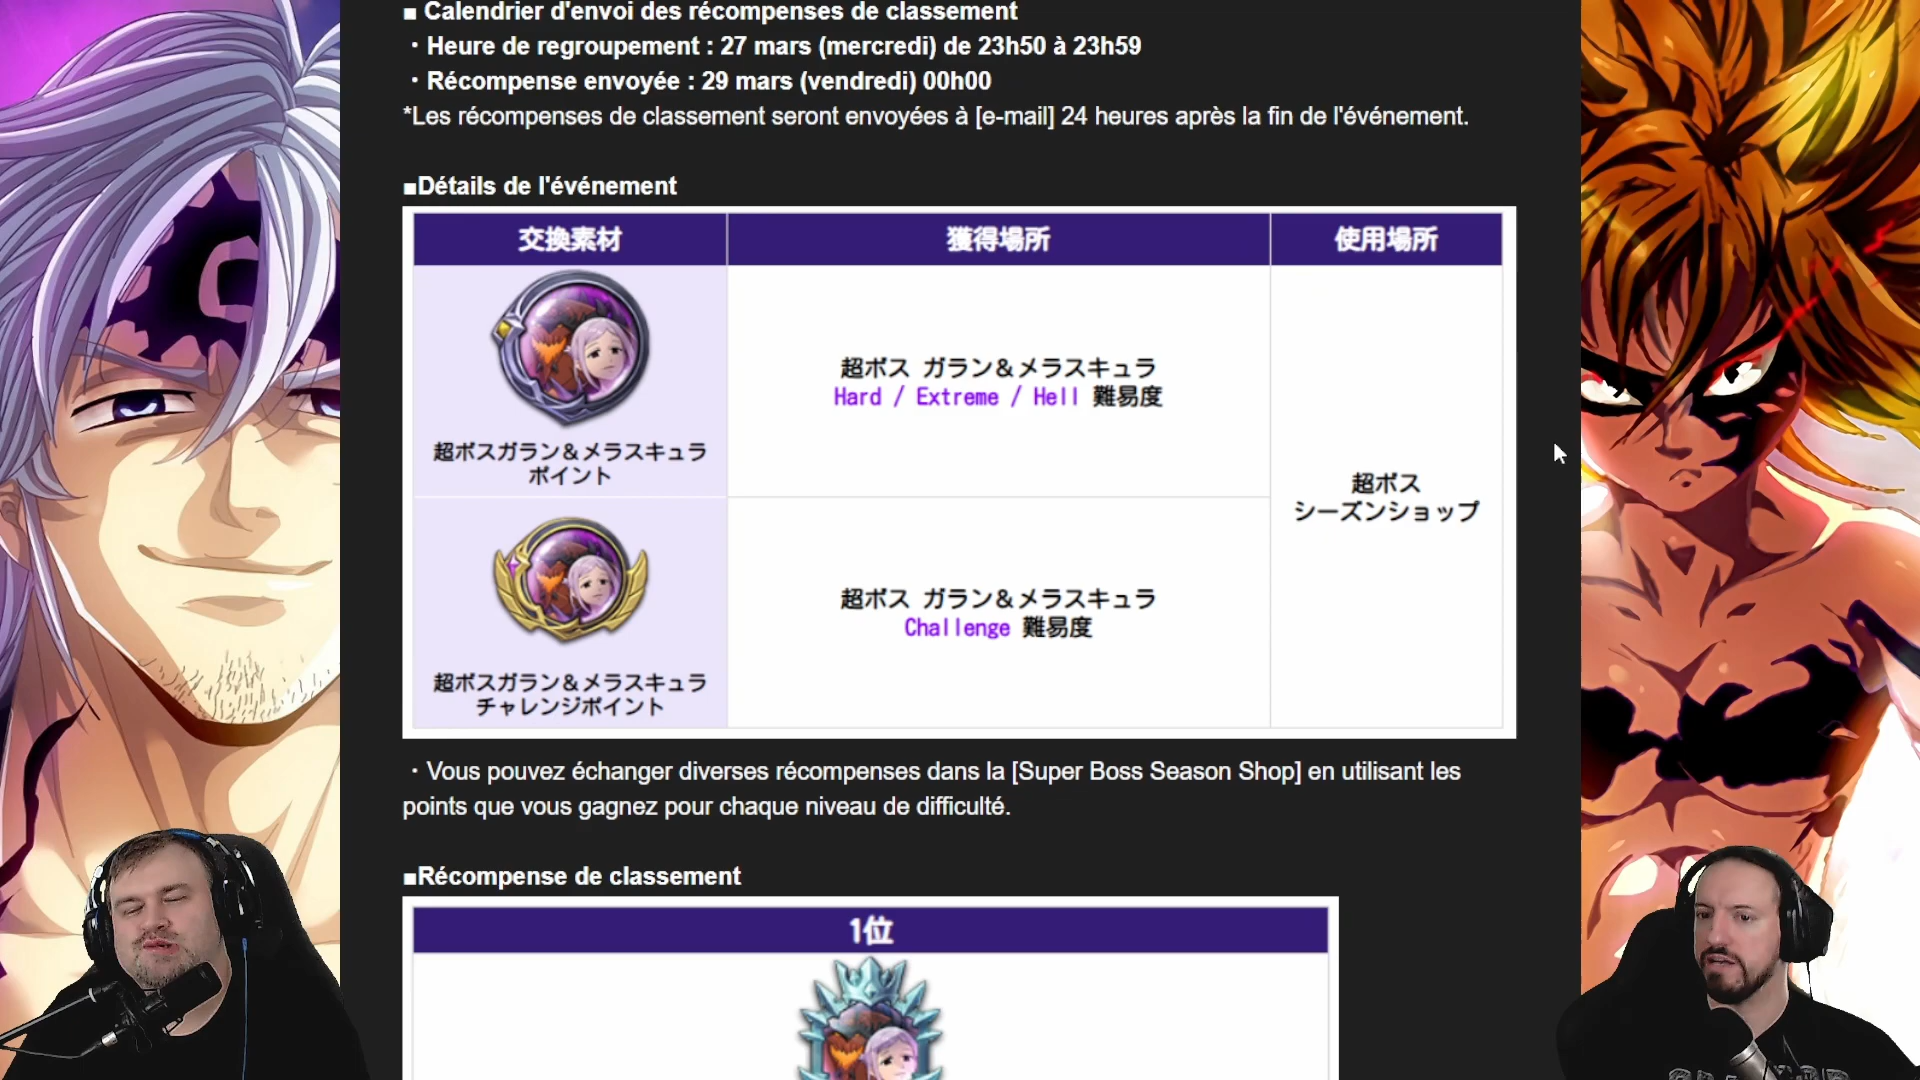 ■ Calendrier d'envoi des récompenses de classement
・Heure de regroupement : 27 mars (mercredi) de 23h50 à 23h59
・Récompense envoyée : 29 mars (vendredi) 00h00
*Les récompenses de classement seront envoyées à [e-mail] 24 heures après la fin de l'événement.
■Détails de l'événement
交換素材
獲得場所
使用場所
超ボスガラン＆メラスキュラ
ポイント
超ボス ガラン＆メラスキュラ
Hard / Extreme / Hell 難易度
超ボス
シーズンショップ
超ボスガラン＆メラスキュラ
チャレンジポイント
超ボス ガラン＆メラスキュラ
Challenge 難易度
・Vous pouvez échanger diverses récompenses dans la [Super Boss Season Shop] en utilisant les
points que vous gagnez pour chaque niveau de difficulté.
■Récompense de classement
1位